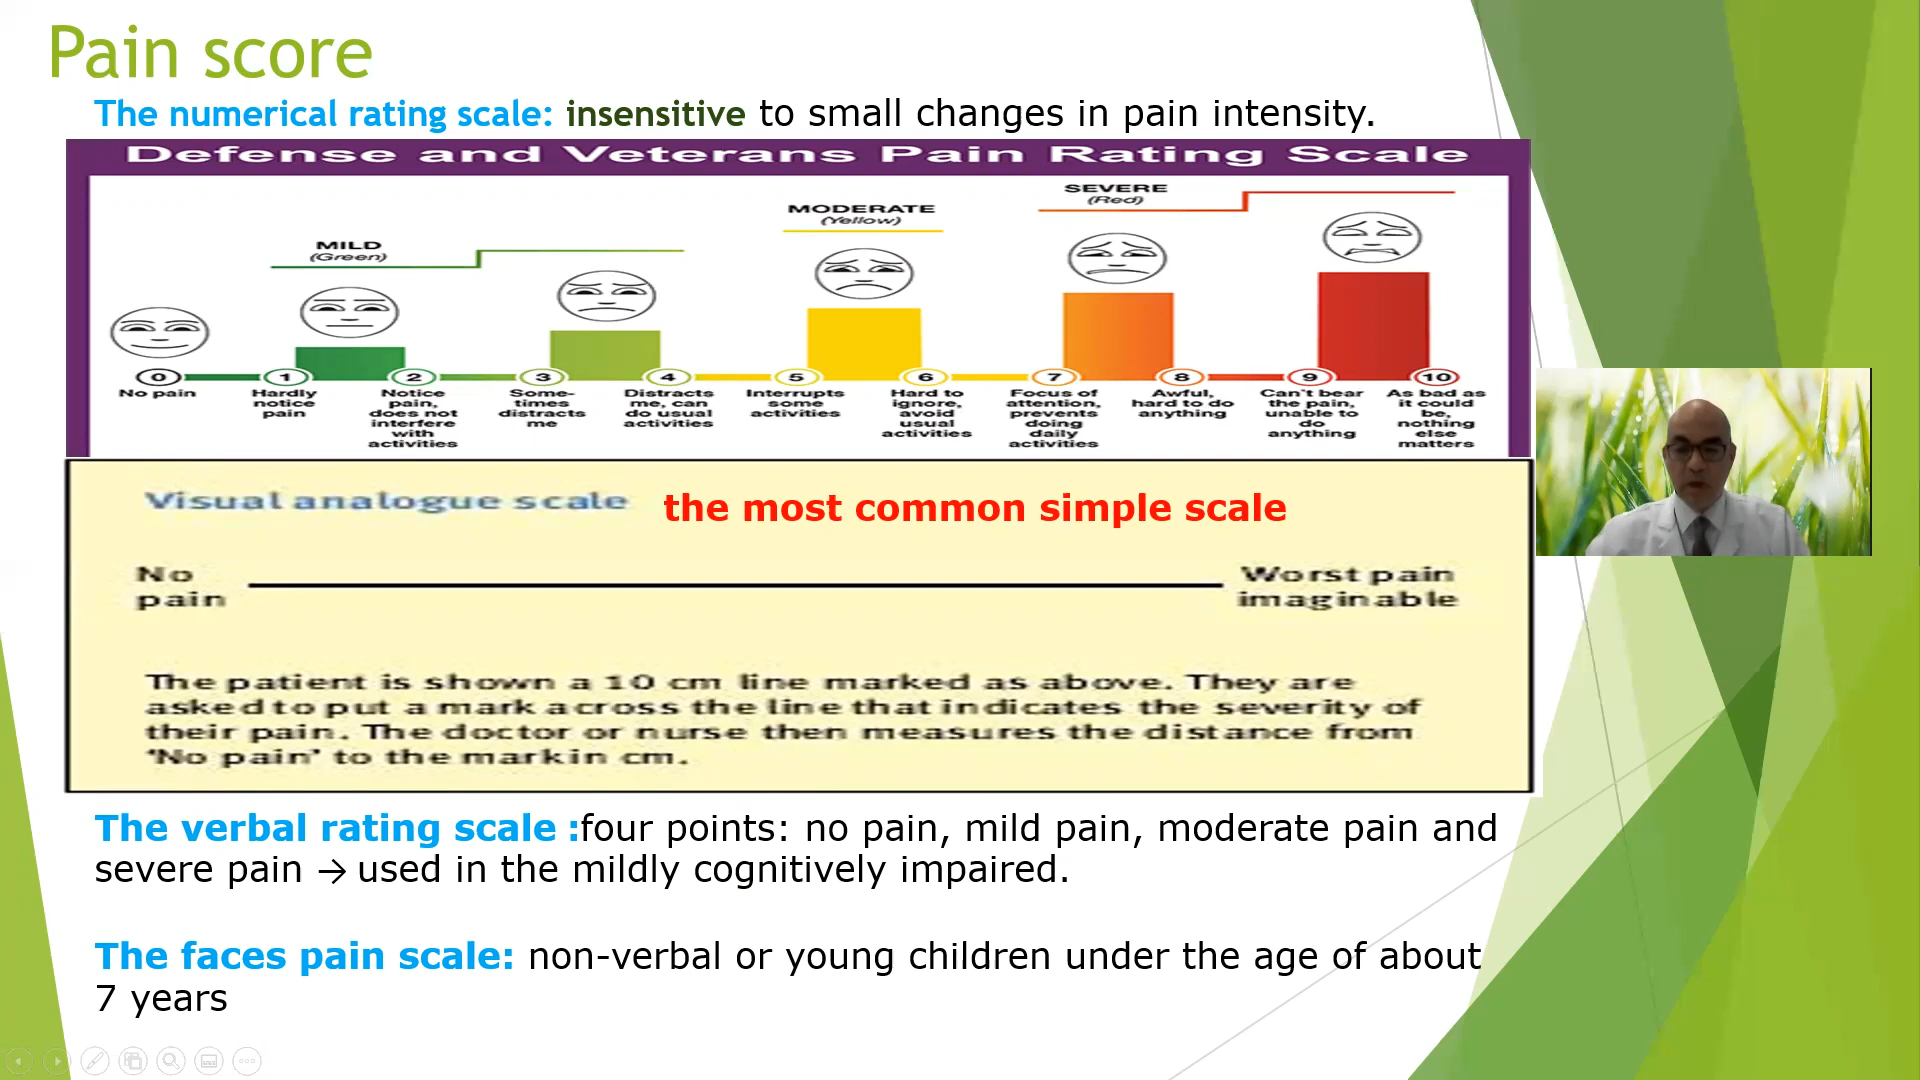 Pain score
The numerical rating scale: insensitive to small changes in pain intensity.
Defense and Veterans Pain Rating Scale
SEVERE
(Red)
MODERATE
(Yellow)
MILD
(Green)
0 1 2 3 4 5 6 7 8 9 10
No pain
Hardly
notice
pain
Notice
pain,
does not
interfere
with
activities
Some-
times
distracts
me
Distracts
me, can
do usual
activities
Interrupts
some
activities
Hard to
ignore,
avoid
usual
activities
Focus of
attention,
prevents
doing
daily
activities
Awful,
hard to do
anything
Can't bear
the pain,
unable to
do
anything
As bad as
it could
be,
nothing
else
matters
Visual analogue scale the most common simple scale
No
pain
Worst pain
imaginable
The patient is shown a 10 cm line marked as above. They are
asked to put a mark across the line that indicates the severity of
their pain. The doctor or nurse then measures the distance from
'No pain' to the mark in cm.
The verbal rating scale :four points: no pain, mild pain, moderate pain and
severe pain → used in the mildly cognitively impaired.
The faces pain scale: non-verbal or young children under the age of about
7 years